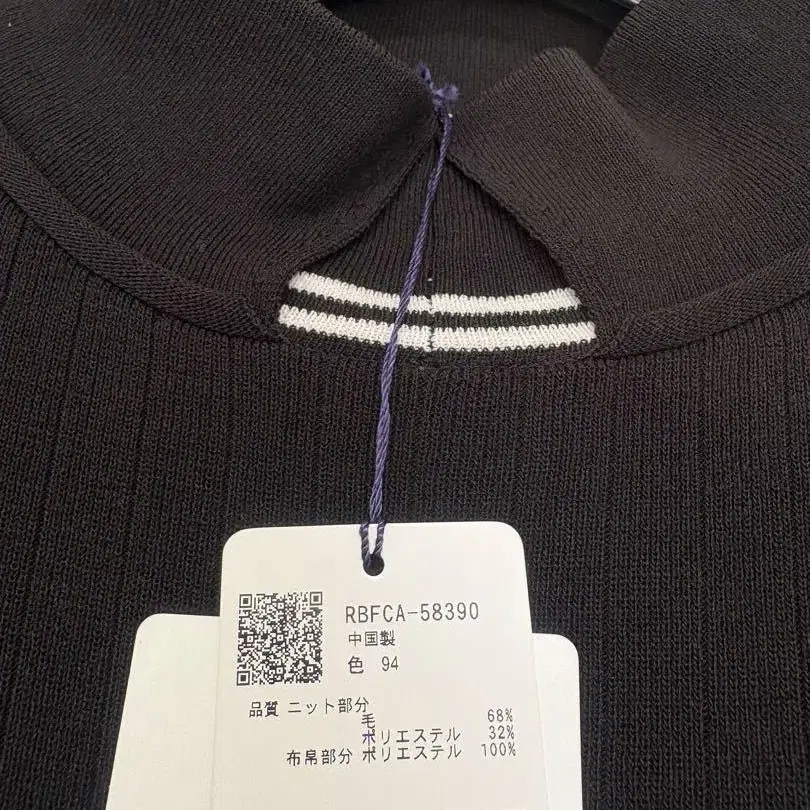 RBFCA-58390
中国製
色 94
品質 ニット部分
毛 68%
ポリエステル 32%
布帛部分 ポリエステル 100%